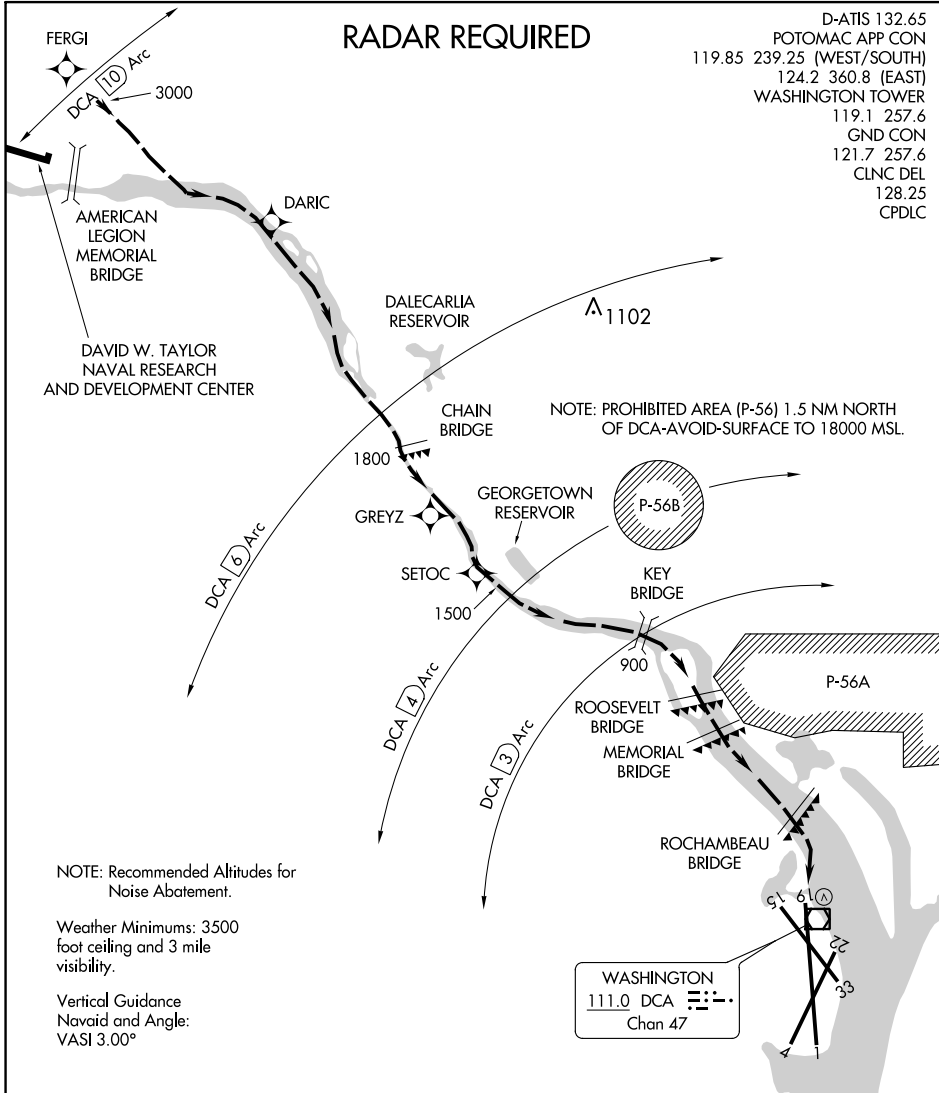 RADAR REQUIRED
D-ATIS 132.65
POTOMAC APP CON
119.85 239.25 (WEST/SOUTH)
124.2 360.8 (EAST)
WASHINGTON TOWER
119.1 257.6
GND CON
121.7 257.6
CLNC DEL
128.25
CPDLC
FERGI
DCA 10 Arc
3000
AMERICAN
LEGION
MEMORIAL
BRIDGE
DARIC
DAVID W. TAYLOR
NAVAL RESEARCH
AND DEVELOPMENT CENTER
DALECARLIA
RESERVOIR
1102
CHAIN
BRIDGE
NOTE: PROHIBITED AREA (P-56) 1.5 NM NORTH
OF DCA-AVOID-SURFACE TO 18000 MSL.
1800
GREYZ
GEORGETOWN
RESERVOIR
P-56B
DCA 6 Arc
SETOC
1500
KEY
BRIDGE
900
P-56A
DCA 4 Arc
ROOSEVELT
BRIDGE
MEMORIAL
BRIDGE
DCA 3 Arc
ROCHAMBEAU
BRIDGE
NOTE: Recommended Altitudes for
Noise Abatement.
Weather Minimums: 3500
foot ceiling and 3 mile
visibility.
Vertical Guidance
Navaid and Angle:
VASI 3.00°
15
19
V
22
33
4
1
WASHINGTON
111.0 DCA
Chan 47